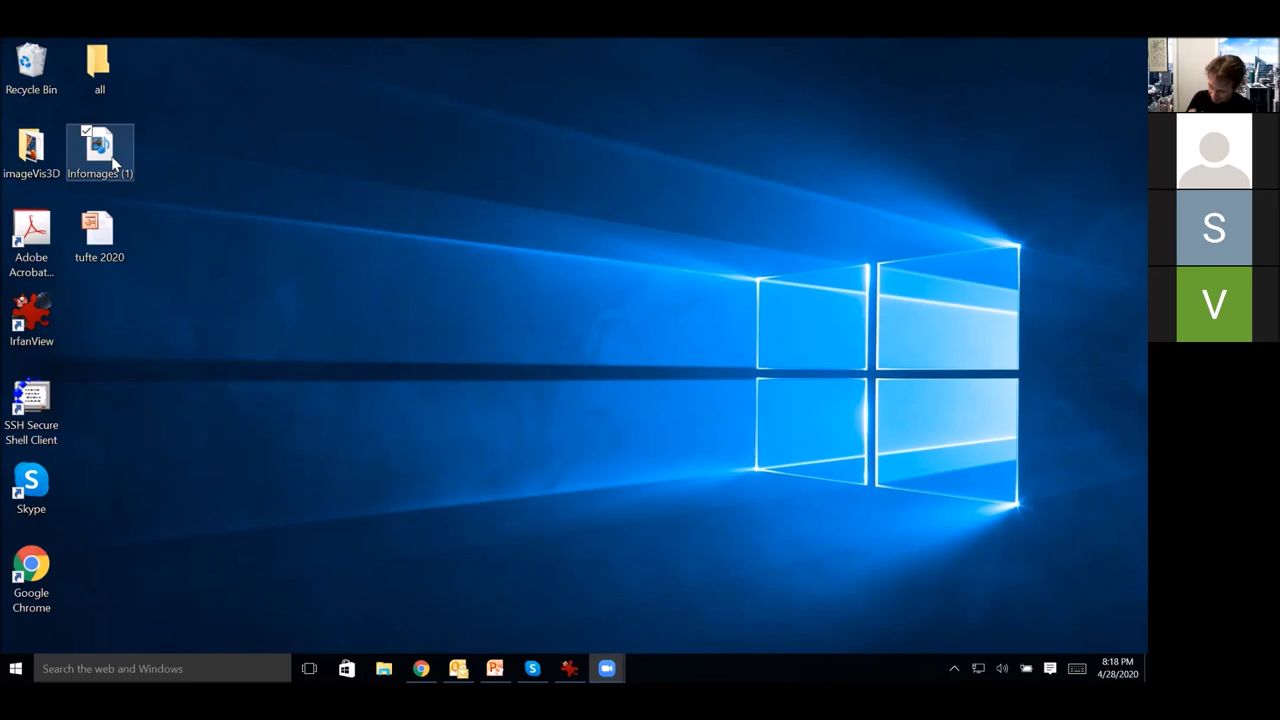 Recycle Bin
all
imageVis3D
Infomages (1)
Adobe
Acrobat...
tufte 2020
IrfanView
SSH Secure
Shell Client
Skype
Google
Chrome
Search the web and Windows
8:18 PM
4/28/2020
S
V